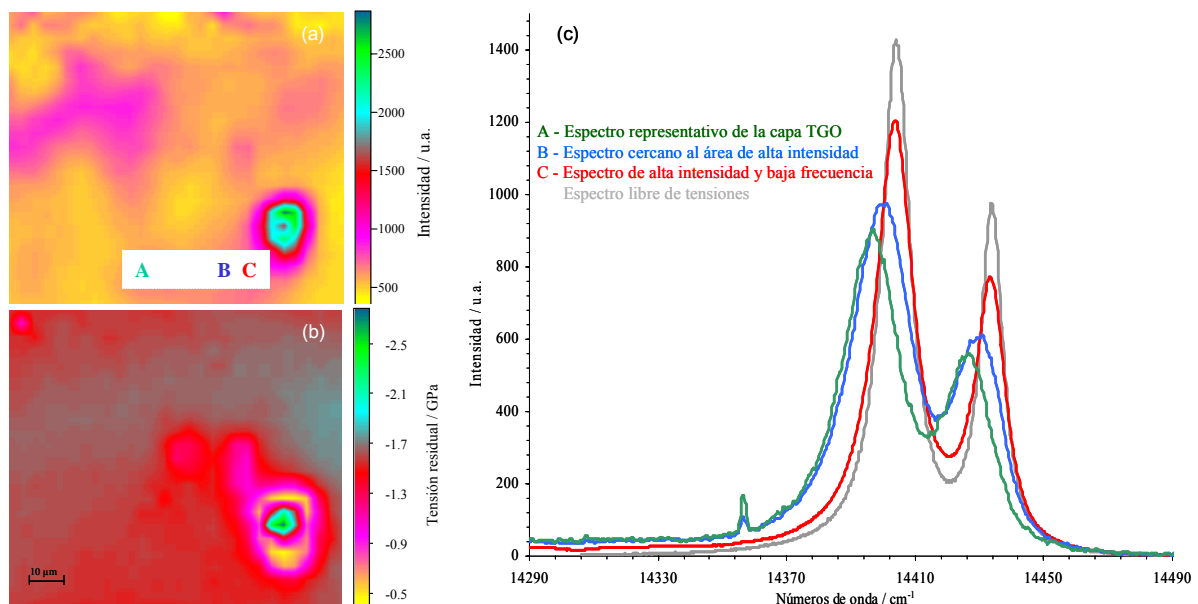 (a)
A
B
C
2500
2000
1500
1000
500
Intensidad / u.a.
(b)
10 µm
-2.5
-2.1
-1.7
-1.3
-0.9
-0.5
Tensión residual / GPa
(c)
A - Espectro representativo de la capa TGO
B - Espectro cercano al área de alta intensidad
C - Espectro de alta intensidad y baja frecuencia
Espectro libre de tensiones
1400
1200
1000
800
600
400
200
0
Intensidad / u.a.
14290
14330
14370
14410
14450
14490
Números de onda / cm⁻¹